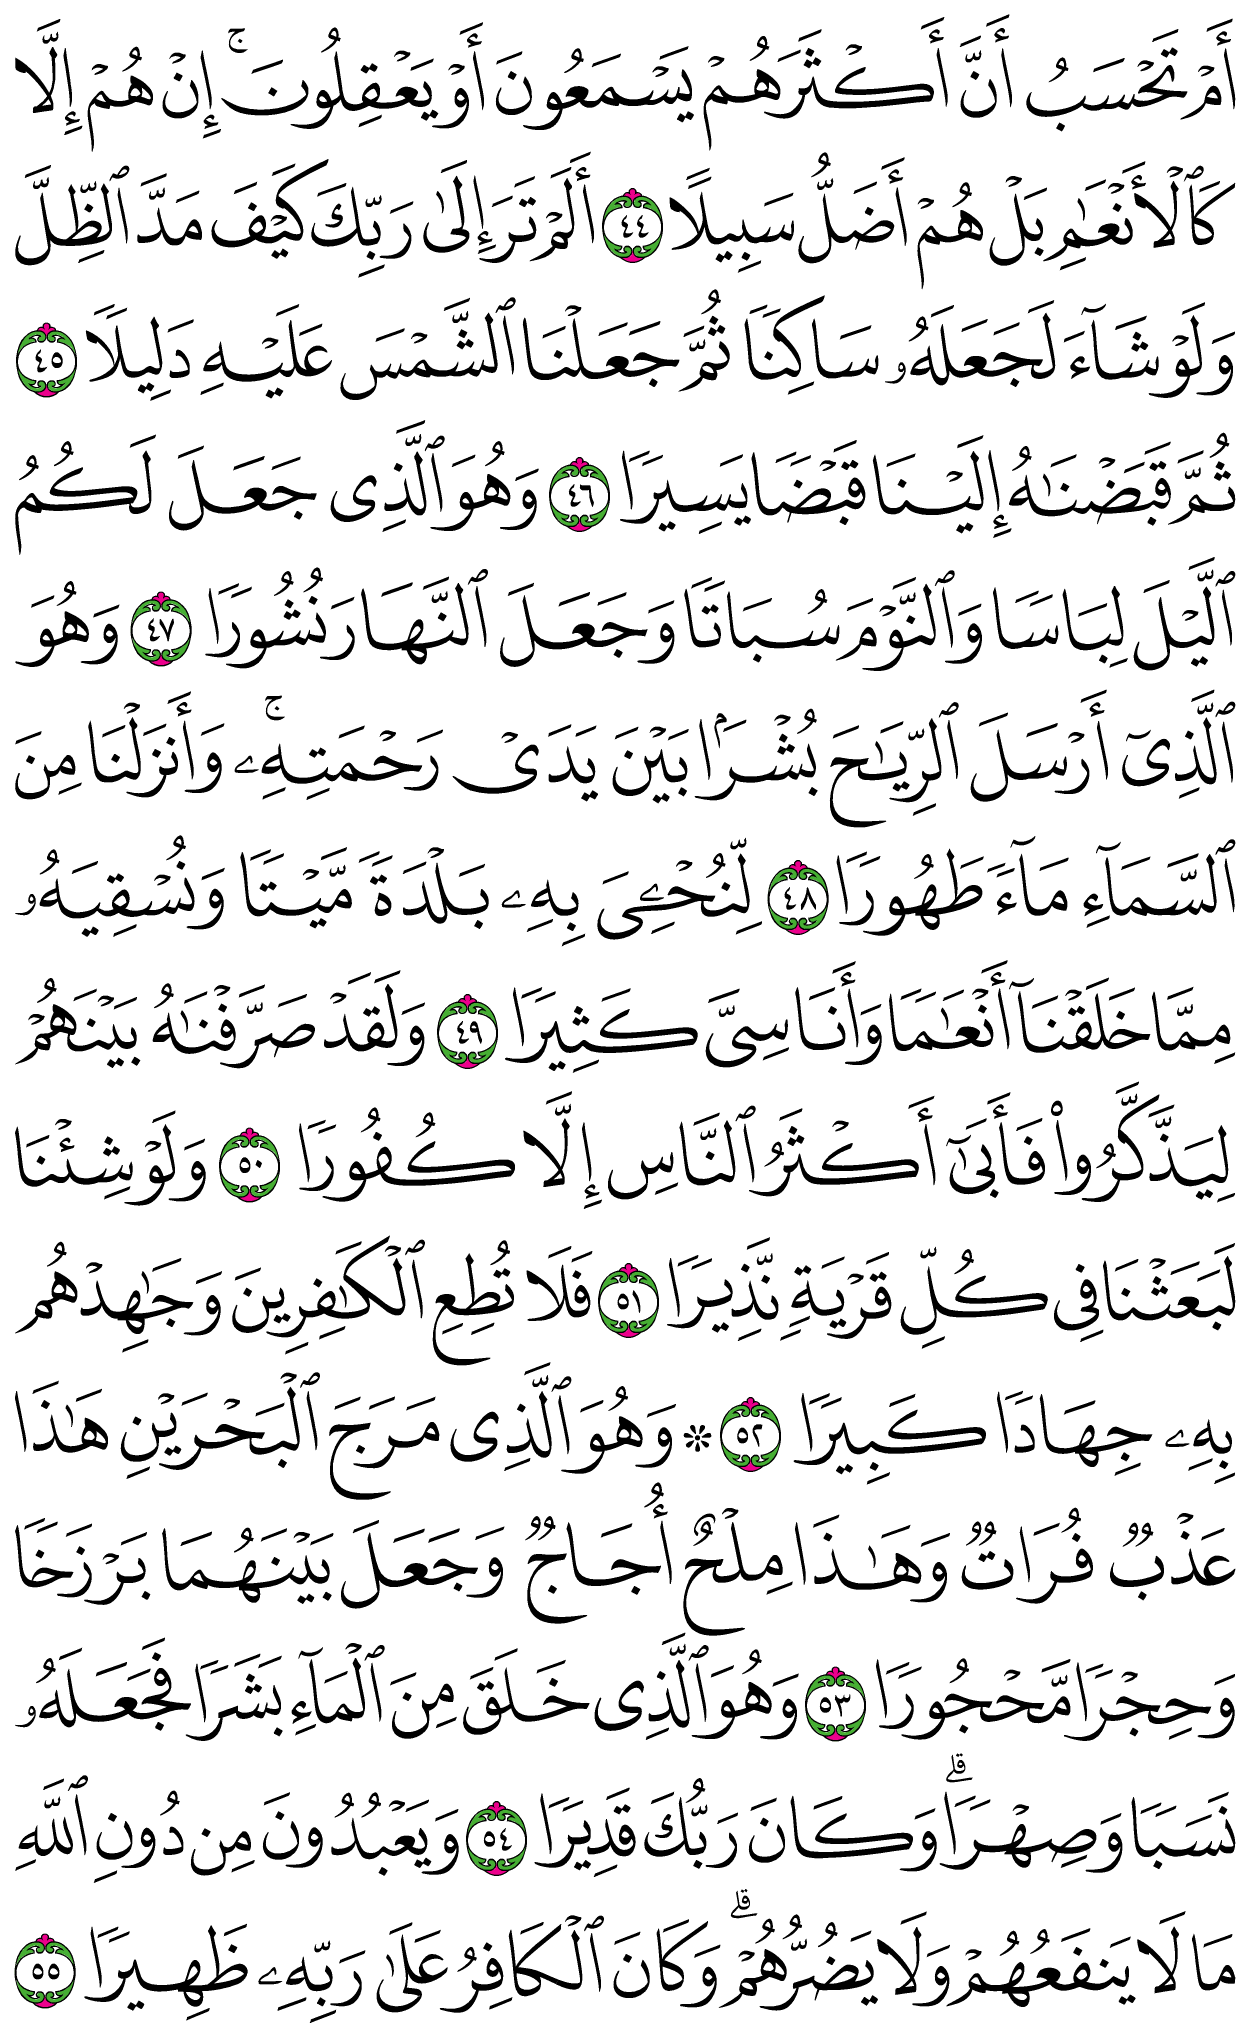 أَمۡ تَحۡسَبُ أَنَّ أَكۡثَرَهُمۡ يَسۡمَعُونَ أَوۡ يَعۡقِلُونَۚ إِنۡ هُمۡ إِلَّا
كَٱلۡأَنۡعَٰمِ بَلۡ هُمۡ أَضَلُّ سَبِيلًا ٤٤ أَلَمۡ تَرَ إِلَىٰ رَبِّكَ كَيۡفَ مَدَّ ٱلظِّلَّ
وَلَوۡ شَآءَ لَجَعَلَهُۥ سَاكِنٗا ثُمَّ جَعَلۡنَا ٱلشَّمۡسَ عَلَيۡهِ دَلِيلٗا ٤٥
ثُمَّ قَبَضۡنَٰهُ إِلَيۡنَا قَبۡضٗا يَسِيرٗا ٤٦ وَهُوَ ٱلَّذِي جَعَلَ لَكُمُ
ٱلَّيۡلَ لِبَاسٗا وَٱلنَّوۡمَ سُبَاتٗا وَجَعَلَ ٱلنَّهَارَ نُشُورٗا ٤٧ وَهُوَ
ٱلَّذِيٓ أَرۡسَلَ ٱلرِّيَٰحَ بُشۡرَۢا بَيۡنَ يَدَيۡ رَحۡمَتِهِۦۚ وَأَنزَلۡنَا مِنَ
ٱلسَّمَآءِ مَآءٗ طَهُورٗا ٤٨ لِّنُحۡـِۧيَ بِهِۦ بَلۡدَةٗ مَّيۡتٗا وَنُسۡقِيَهُۥ
مِمَّا خَلَقۡنَآ أَنۡعَٰمٗا وَأَنَاسِيَّ كَثِيرٗا ٤٩ وَلَقَدۡ صَرَّفۡنَٰهُ بَيۡنَهُمۡ
لِيَذَّكَّرُواْ فَأَبَىٰٓ أَكۡثَرُ ٱلنَّاسِ إِلَّا كُفُورٗا ٥٠ وَلَوۡ شِئۡنَا
لَبَعَثۡنَا فِي كُلِّ قَرۡيَةٖ نَّذِيرٗا ٥١ فَلَا تُطِعِ ٱلۡكَٰفِرِينَ وَجَٰهِدۡهُم
بِهِۦ جِهَادٗا كَبِيرٗا ٥٢ ۞ وَهُوَ ٱلَّذِي مَرَجَ ٱلۡبَحۡرَيۡنِ هَٰذَا
عَذۡبٞ فُرَاتٞ وَهَٰذَا مِلۡحٌ أُجَاجٞ وَجَعَلَ بَيۡنَهُمَا بَرۡزَخٗا
وَحِجۡرٗا مَّحۡجُورٗا ٥٣ وَهُوَ ٱلَّذِي خَلَقَ مِنَ ٱلۡمَآءِ بَشَرٗا فَجَعَلَهُۥ
نَسَبٗا وَصِهۡرٗاۗ وَكَانَ رَبُّكَ قَدِيرٗا ٥٤ وَيَعۡبُدُونَ مِن دُونِ ٱللَّهِ
مَا لَا يَنفَعُهُمۡ وَلَا يَضُرُّهُمۡۗ وَكَانَ ٱلۡكَافِرُ عَلَىٰ رَبِّهِۦ ظَهِيرٗا ٥٥